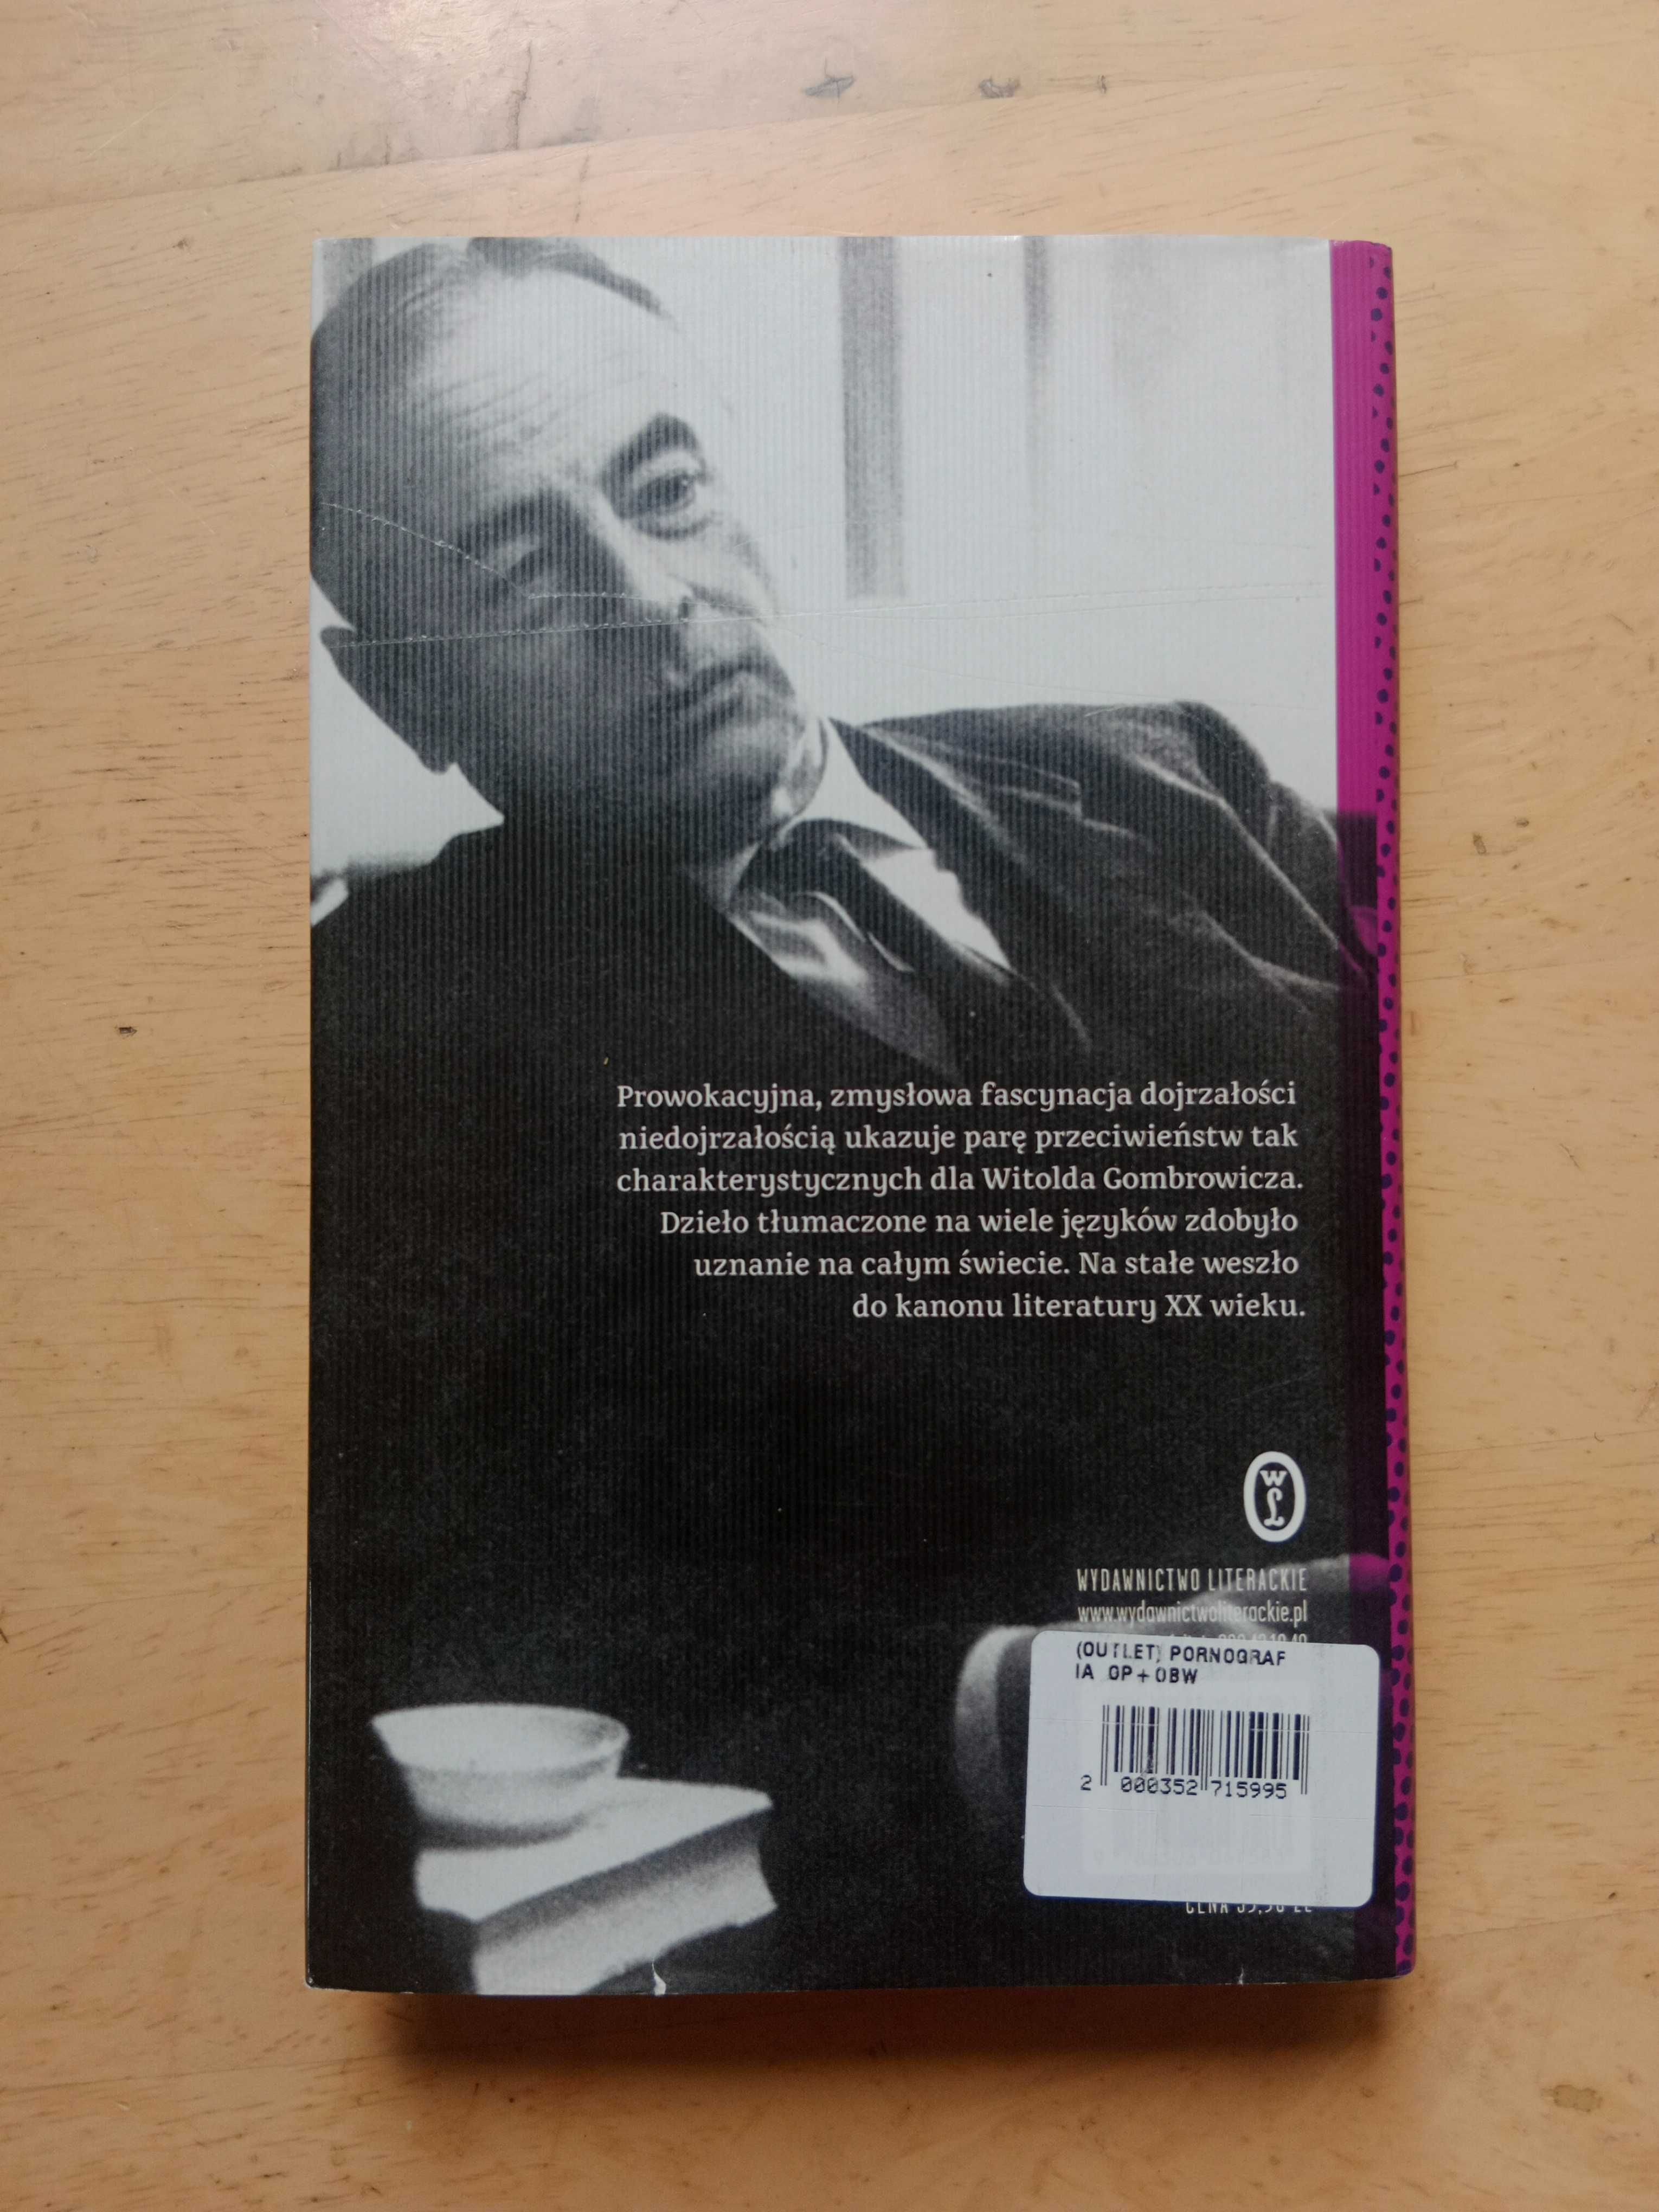 Prowokacyjna, zmysłowa fascynacja dojrzałości
niedojrzałością ukazuje parę przeciwieństw tak
charakterystycznych dla Witolda Gombrowicza.
Dzieło tłumaczone na wiele języków zdobyło
uznanie na całym świecie. Na stałe weszło
do kanonu literatury XX wieku.
WL
WYDAWNICTWO LITERACKIE
www.wydawnictwoliterackie.pl
(OUTLET) PORNOGRAF
IA OP+OBW
2 000352 715995
CENA